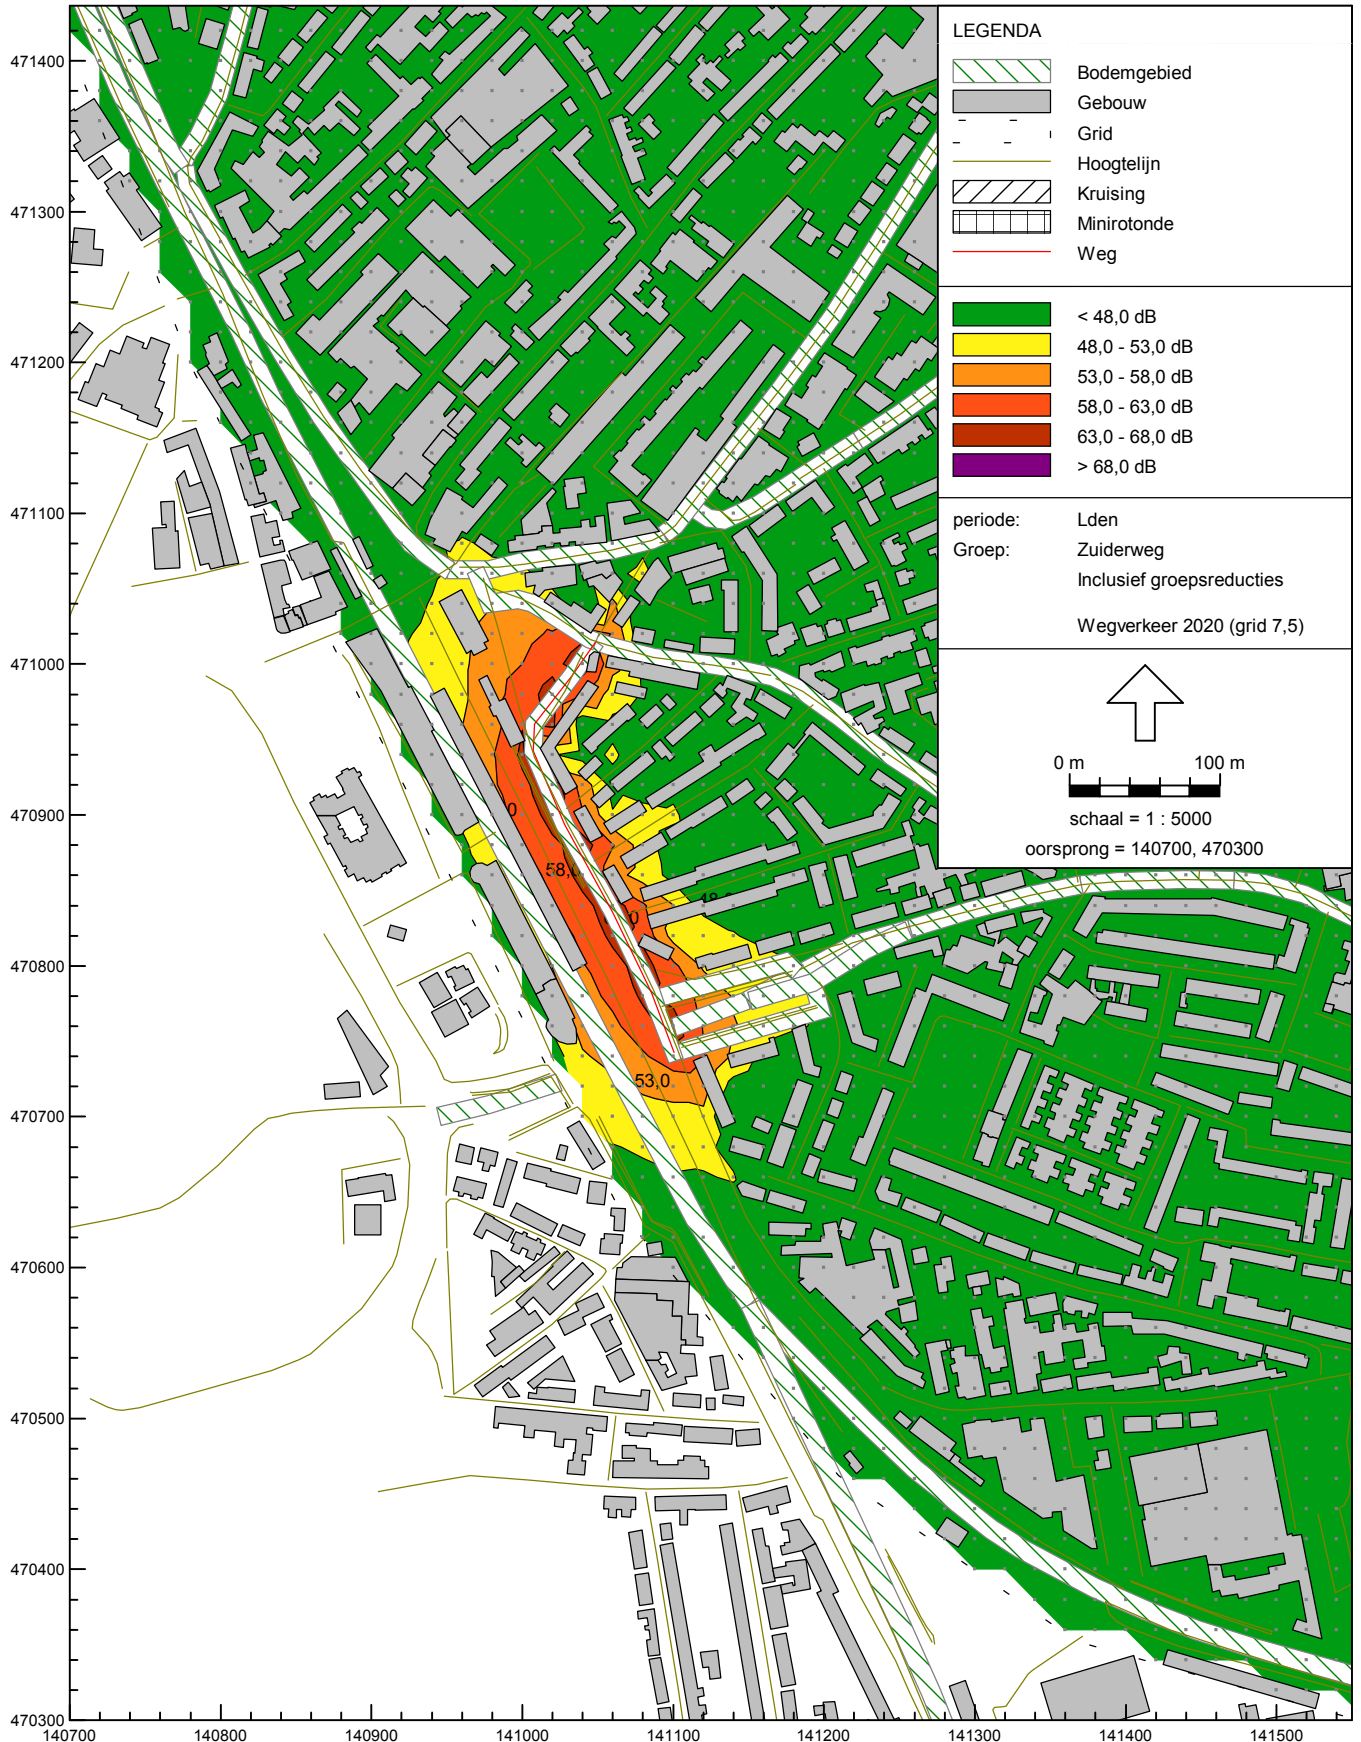 LEGENDA
Bodemgebied
Gebouw
Grid
Hoogtelijn
Kruising
Minirotonde
Weg
< 48,0 dB
48,0 - 53,0 dB
53,0 - 58,0 dB
58,0 - 63,0 dB
63,0 - 68,0 dB
> 68,0 dB
periode: Lden
Groep: Zuiderweg
Inclusief groepsreducties
Wegverkeer 2020 (grid 7,5)
0 m 100 m
schaal = 1 : 5000
oorsprong = 140700, 470300
471400
471300
471200
471100
471000
470900
470800
470700
470600
470500
470400
470300
53,0
140700 140800 140900 141000 141100 141200 141300 141400 141500